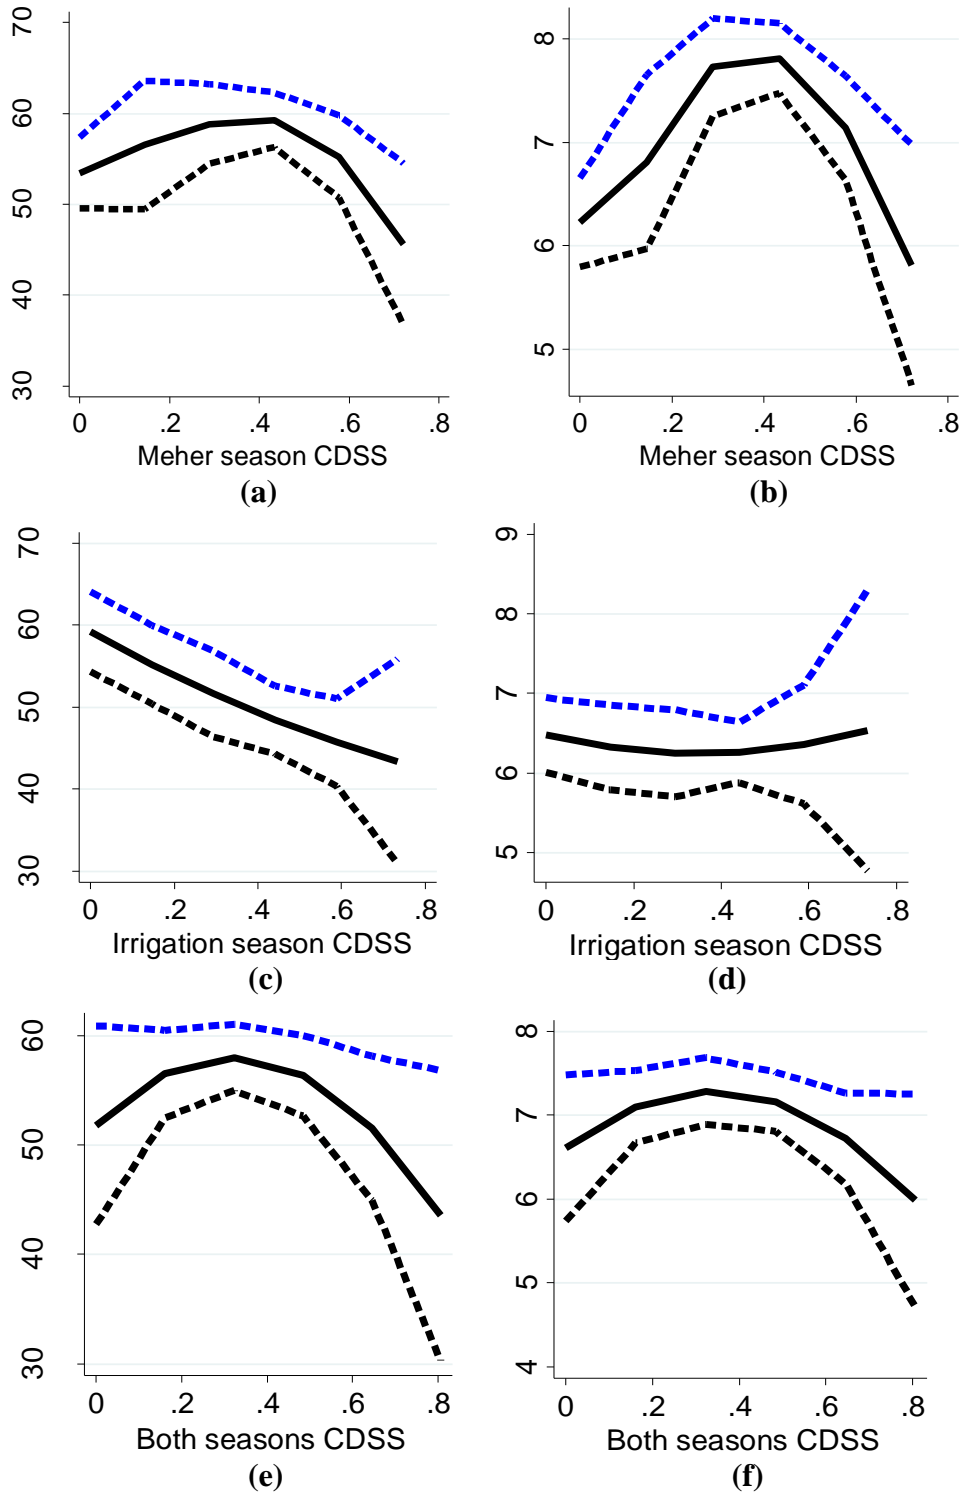 70
60
50
40
30
0 .2 .4 .6 .8
Meher season CDSS
(a)
8
7
6
5
0 .2 .4 .6 .8
Meher season CDSS
(b)
70
60
50
40
30
0 .2 .4 .6 .8
Irrigation season CDSS
(c)
9
8
7
6
5
0 .2 .4 .6 .8
Irrigation season CDSS
(d)
60
50
40
30
0 .2 .4 .6 .8
Both seasons CDSS
(e)
8
7
6
5
4
0 .2 .4 .6 .8
Both seasons CDSS
(f)